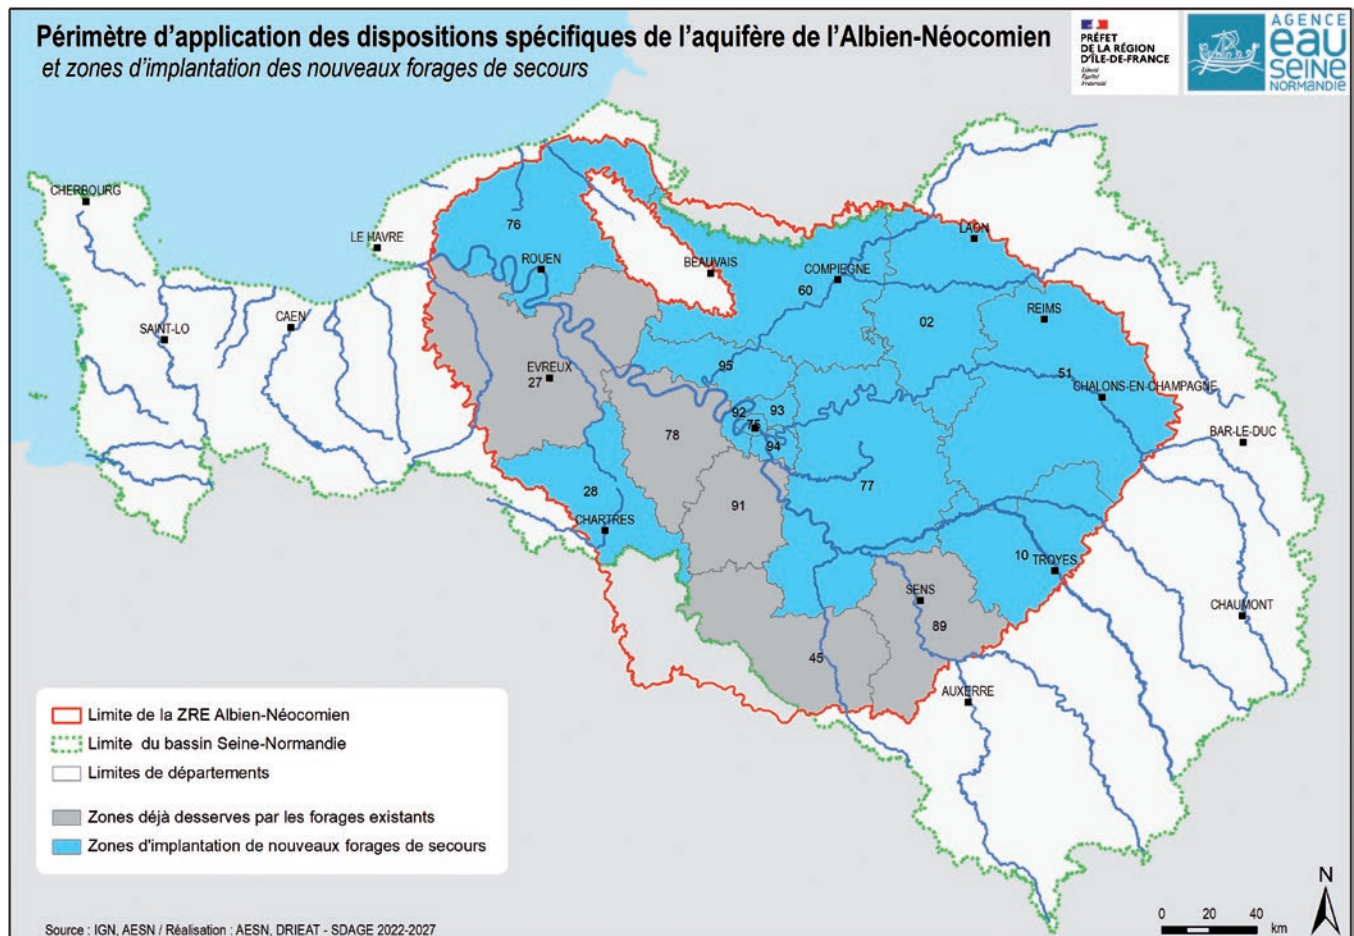 Périmètre d'application des dispositions spécifiques de l'aquifère de l'Albien-Néocomien
et zones d'implantation des nouveaux forages de secours
PRÉFET
DE LA RÉGION
D'ÎLE-DE-FRANCE
Liberté
Égalité
Fraternité
AGENCE
eau
SEINE
NORMANDIE
CHERBOURG
LE HAVRE
76
ROUEN
BEAUVAIS
COMPIEGNE
60
LAON
02
REIMS
SAINT-LO
CAEN
EVREUX
27
95
51
CHALONS-EN-CHAMPAGNE
92
93
75
94
78
BAR-LE-DUC
28
CHARTRES
91
77
10
TROYES
SENS
89
CHAUMONT
45
AUXERRE
Limite de la ZRE Albien-Néocomien
Limite du bassin Seine-Normandie
Limites de départements
Zones déjà desserves par les forages existants
Zones d'implantation de nouveaux forages de secours
N
0 20 40
km
Source : IGN, AESN / Réalisation : AESN, DRIEAT - SDAGE 2022-2027